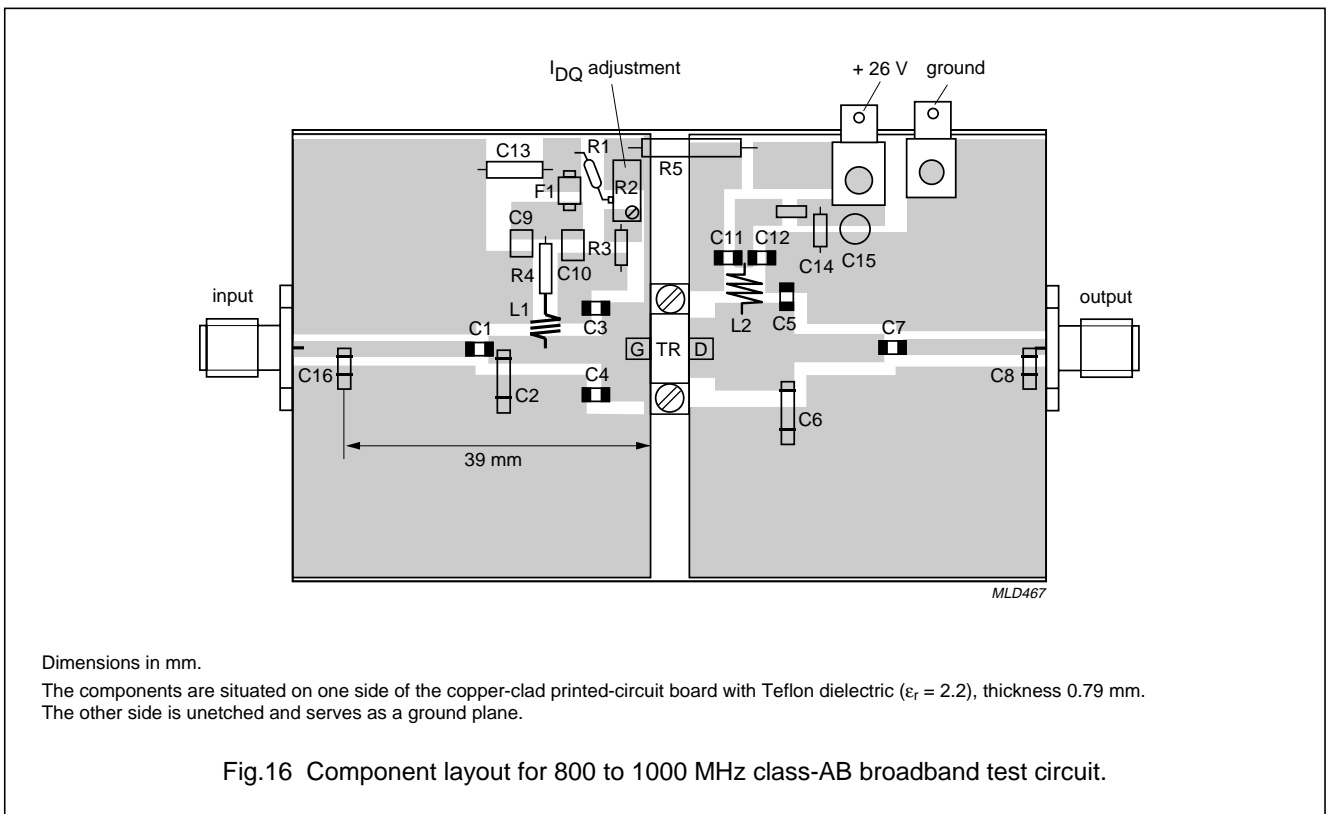 I_DQ adjustment
+ 26 V ground
C13
R1
R5
F1
R2
C9
R3
C11 C12
R4
C10
C14
C15
input
L1
L2
C5
output
C1
C3
C7
G TR D
C16
C4
C8
C2
C6
39 mm
MLD467
Dimensions in mm.
The components are situated on one side of the copper-clad printed-circuit board with Teflon dielectric (ε_r = 2.2), thickness 0.79 mm.
The other side is unetched and serves as a ground plane.
Fig.16 Component layout for 800 to 1000 MHz class-AB broadband test circuit.